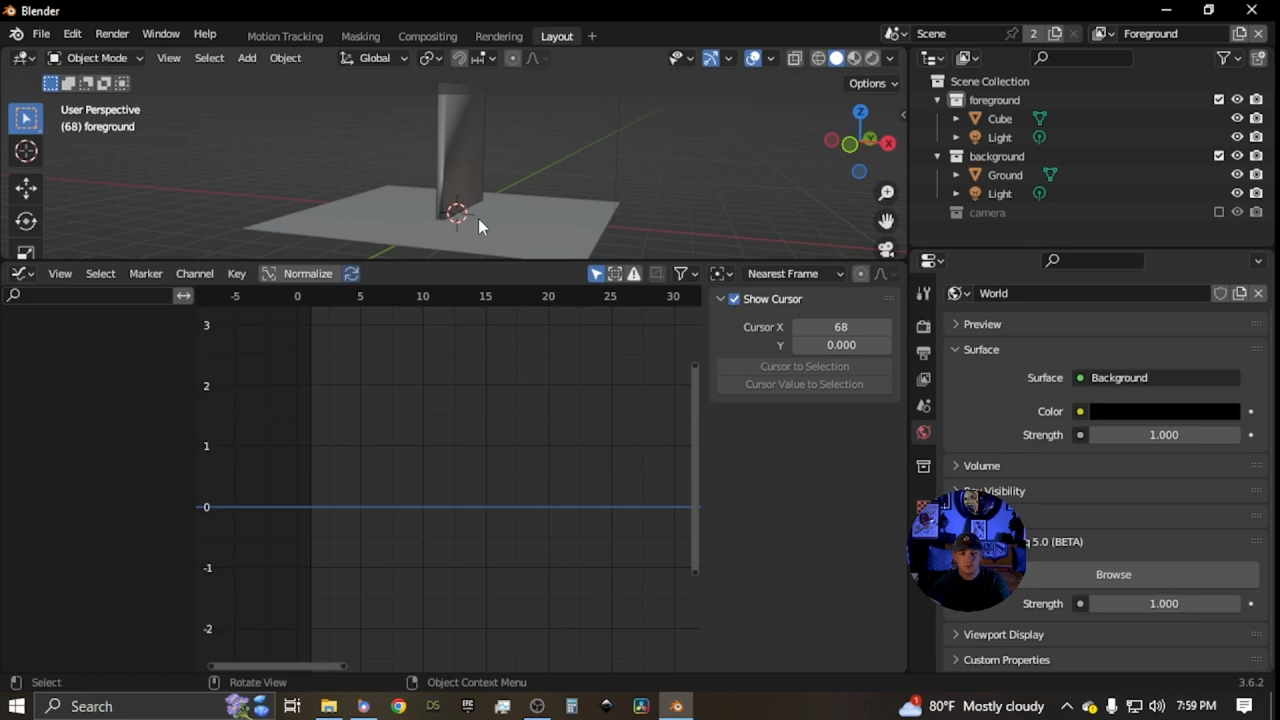 Blender
File Edit Render Window Help Motion Tracking Masking Compositing Rendering Layout + Scene 2 Foreground
Object Mode View Select Add Object Global
Options
User Perspective
(68) foreground
Z
Y
X
Scene Collection
foreground
Cube
Light
background
Ground
Light
camera
View Select Marker Channel Key Normalize Nearest Frame
-5 0 5 10 15 20 25 30
3
2
1
0
-1
-2
Show Cursor
Cursor X 68
Y 0.000
Cursor to Selection
Cursor Value to Selection
World
Preview
Surface
Surface Background
Color
Strength 1.000
Volume
Visibility
5.0 (BETA)
Browse
Strength 1.000
Viewport Display
Custom Properties
Select Rotate View Object Context Menu 3.6.2
Search DS EPIC 1 80°F Mostly cloudy 7:59 PM